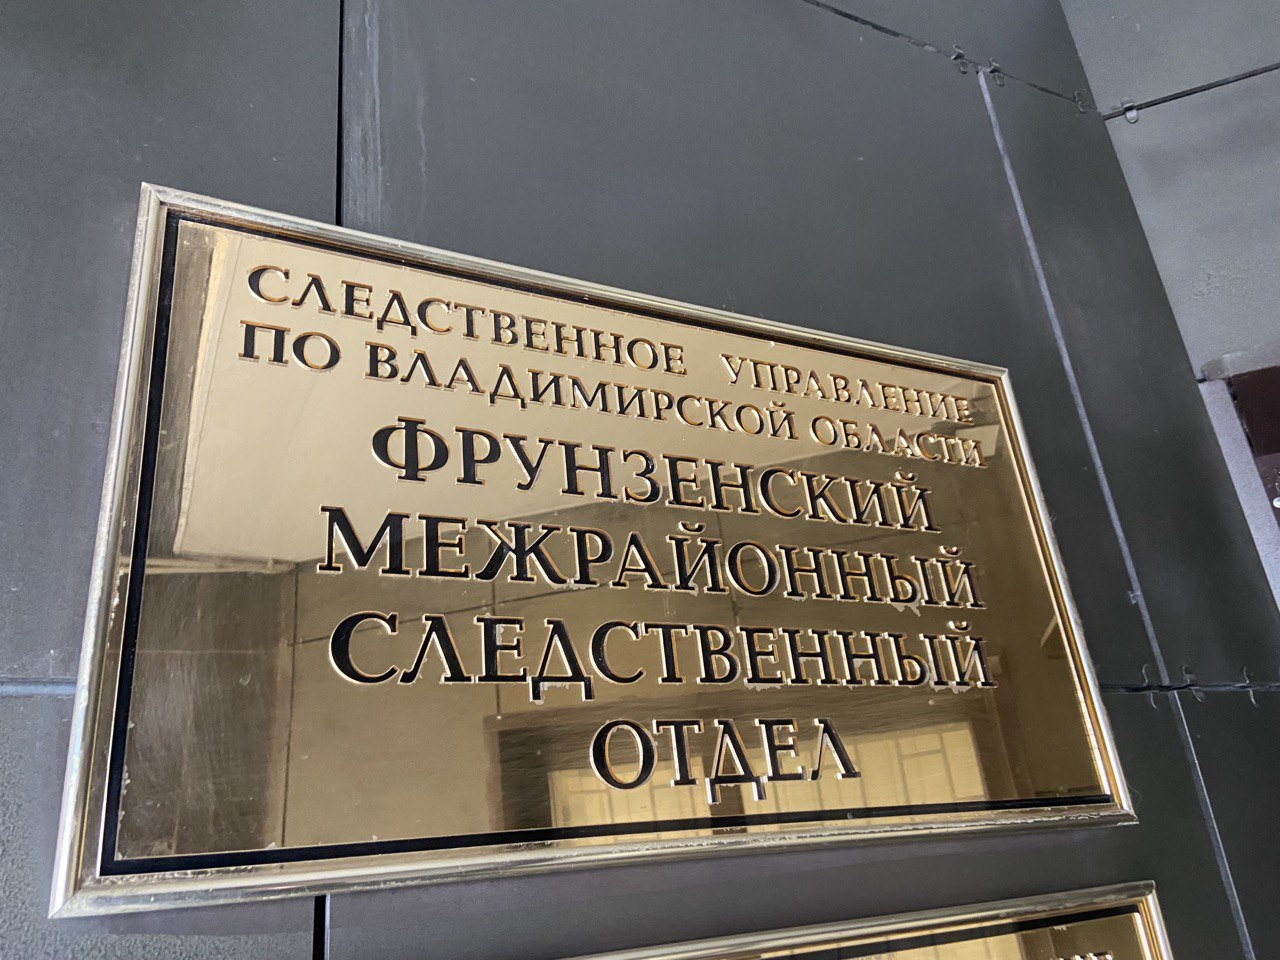 СЛЕДСТВЕННОЕ УПРАВЛЕНИЕ
ПО ВЛАДИМИРСКОЙ ОБЛАСТИ
ФРУНЗЕНСКИЙ
МЕЖРАЙОННЫЙ
СЛЕДСТВЕННЫЙ
ОТДЕЛ